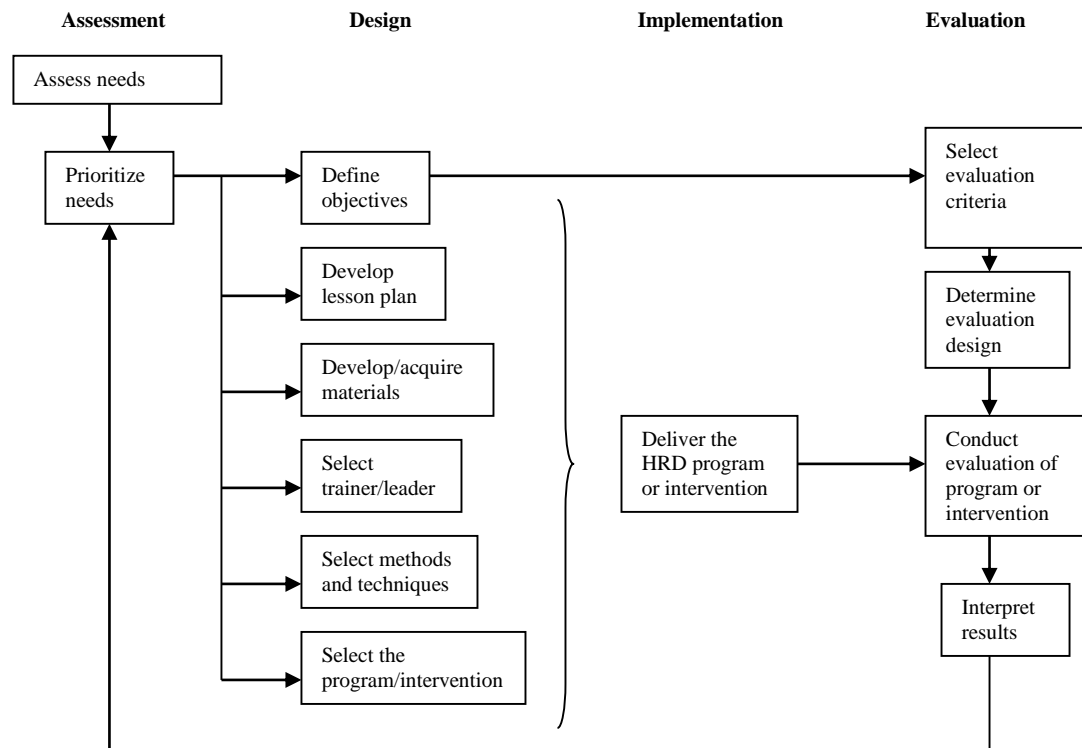 Assessment
Design
Implementation
Evaluation
Assess needs
Prioritize
needs
Define
objectives
Develop
lesson plan
Develop/acquire
materials
Select
trainer/leader
Select methods
and techniques
Select the
program/intervention
Deliver the
HRD program
or intervention
Select
evaluation
criteria
Determine
evaluation
design
Conduct
evaluation of
program or
intervention
Interpret
results